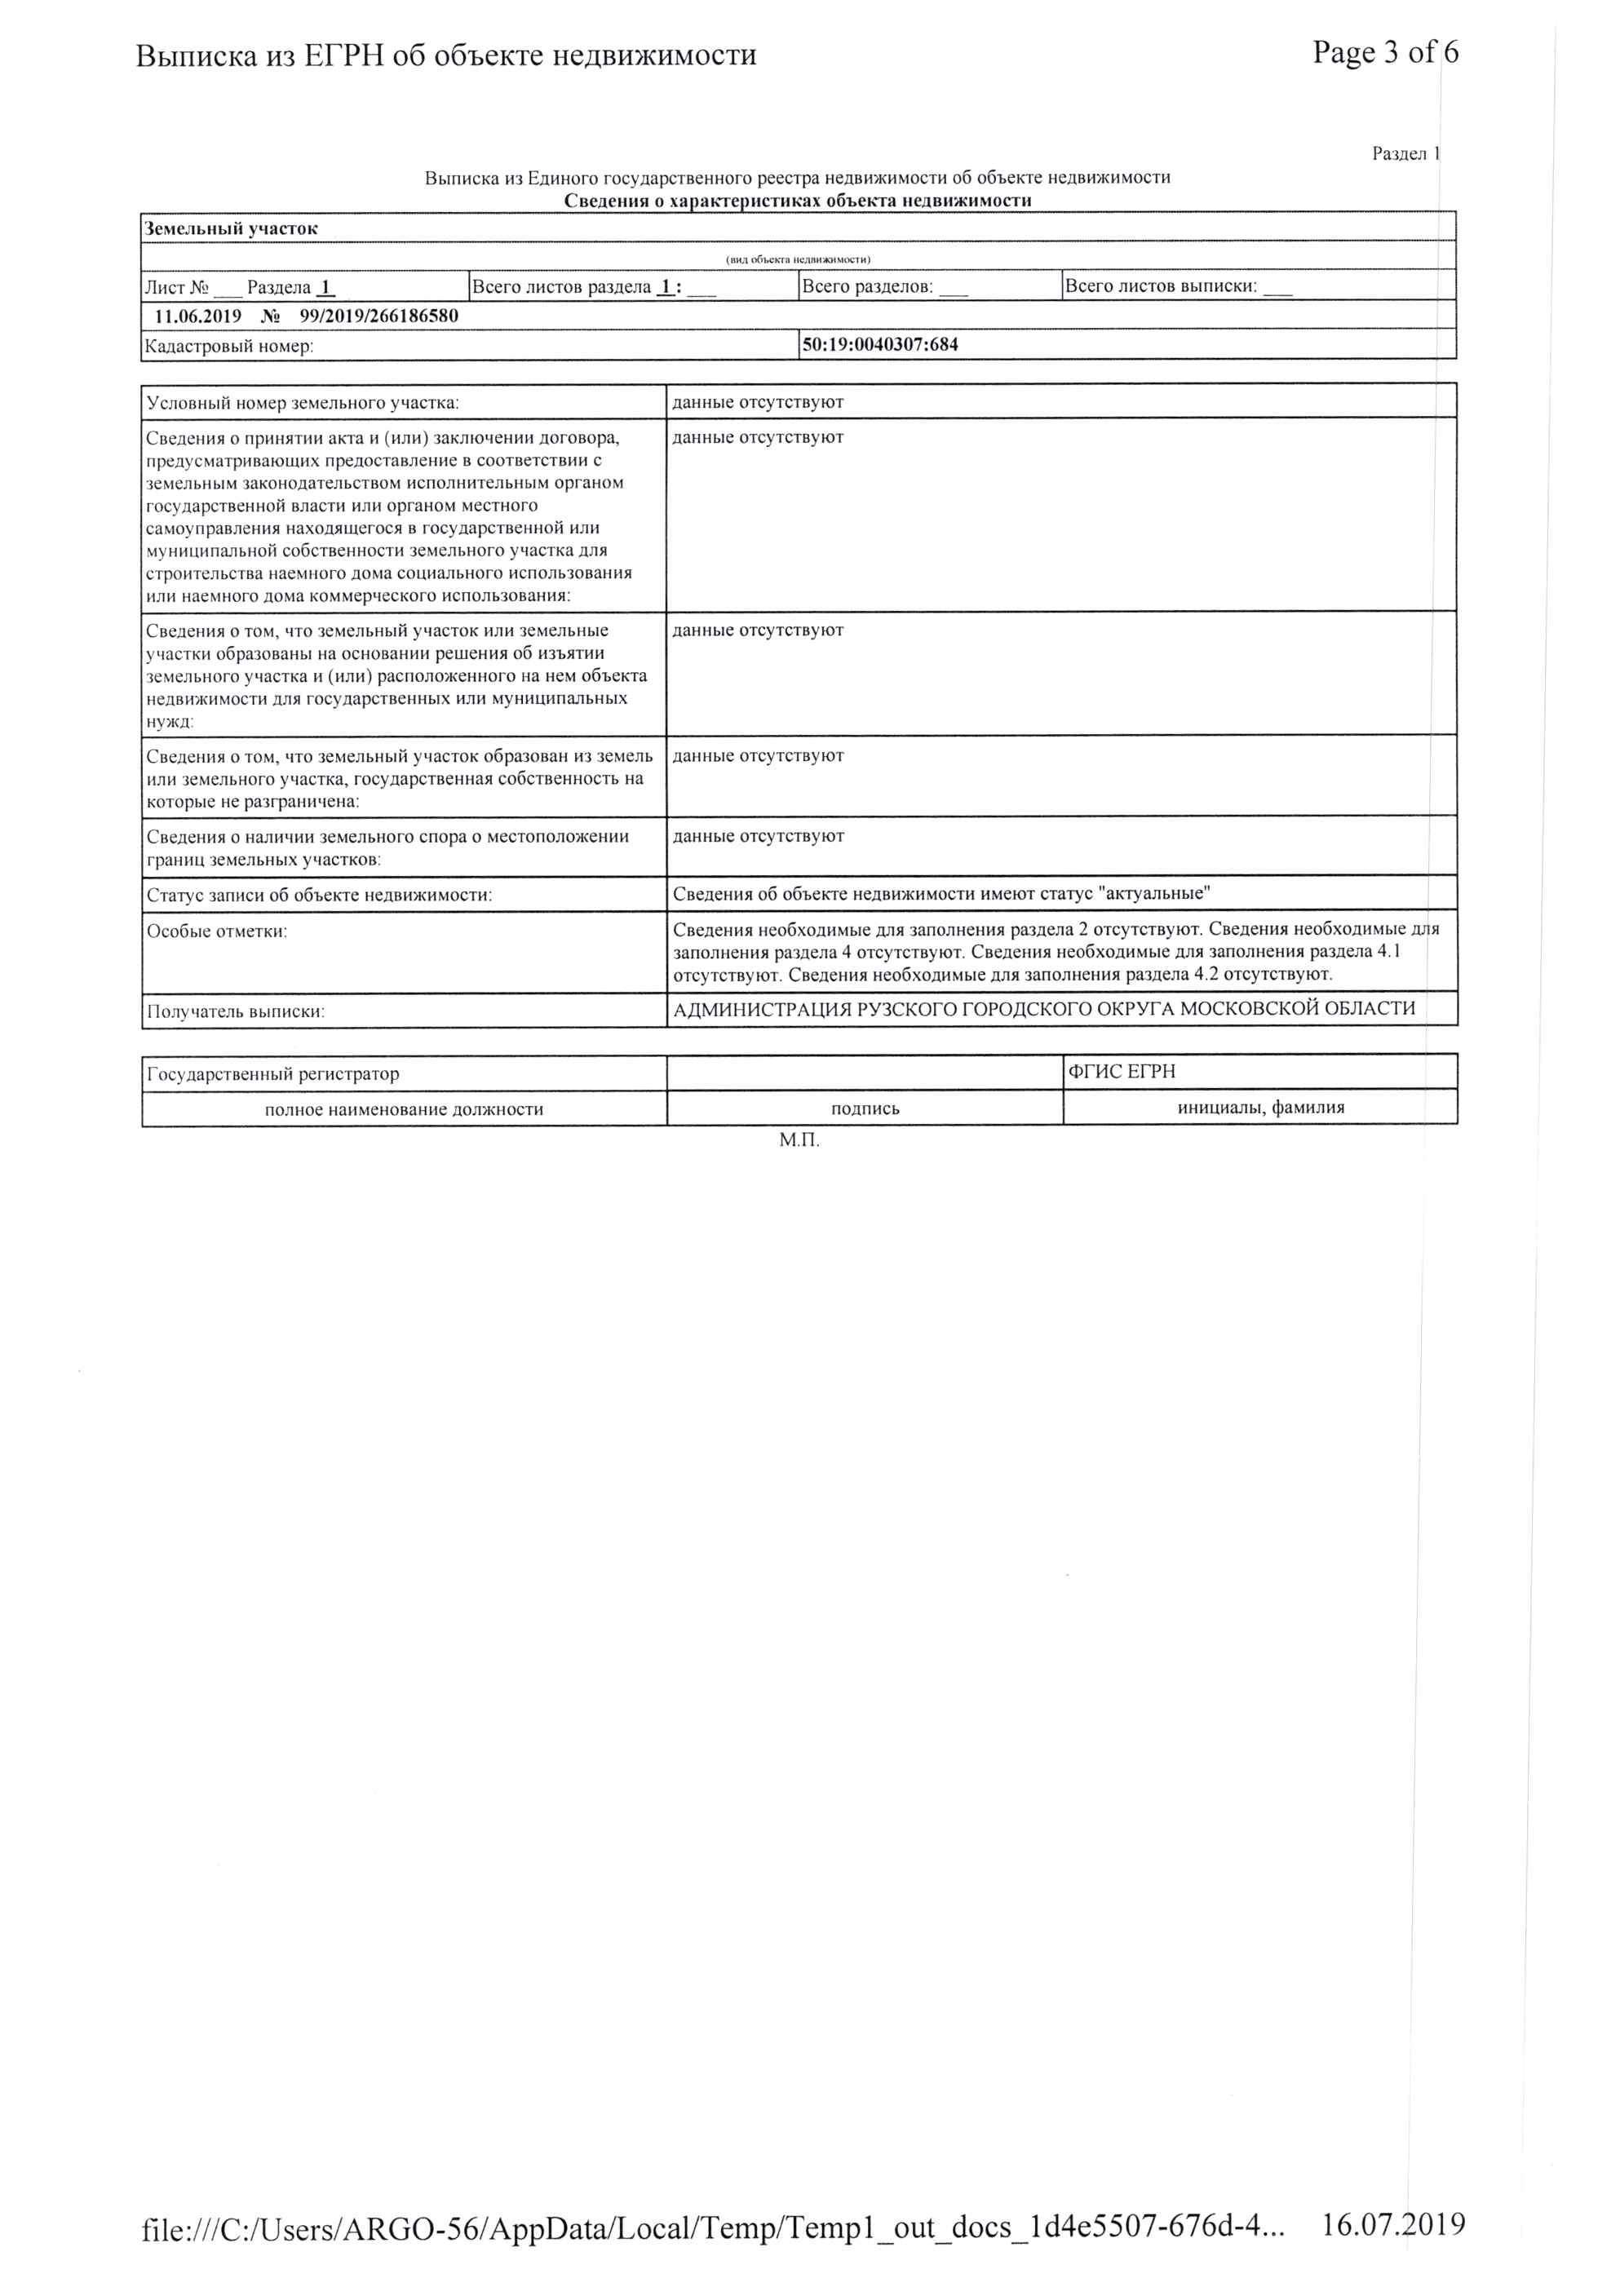 Выписка из ЕГРН об объекте недвижимости Page 3 of 6
Раздел 1
Выписка из Единого государственного реестра недвижимости об объекте недвижимости
Сведения о характеристиках объекта недвижимости
Земельный участок
(вид объекта недвижимости)
Лист № ___ Раздела 1 Всего листов раздела 1 : ___ Всего разделов: ___ Всего листов выписки: ___
11.06.2019 № 99/2019/266186580
Кадастровый номер: 50:19:0040307:684
Условный номер земельного участка: данные отсутствуют
Сведения о принятии акта и (или) заключении договора, данные отсутствуют
предусматривающих предоставление в соответствии с
земельным законодательством исполнительным органом
государственной власти или органом местного
самоуправления находящегося в государственной или
муниципальной собственности земельного участка для
строительства наемного дома социального использования
или наемного дома коммерческого использования:
Сведения о том, что земельный участок или земельные данные отсутствуют
участки образованы на основании решения об изъятии
земельного участка и (или) расположенного на нем объекта
недвижимости для государственных или муниципальных
нужд:
Сведения о том, что земельный участок образован из земель данные отсутствуют
или земельного участка, государственная собственность на
которые не разграничена:
Сведения о наличии земельного спора о местоположении данные отсутствуют
границ земельных участков:
Статус записи об объекте недвижимости: Сведения об объекте недвижимости имеют статус "актуальные"
Особые отметки: Сведения необходимые для заполнения раздела 2 отсутствуют. Сведения необходимые для
заполнения раздела 4 отсутствуют. Сведения необходимые для заполнения раздела 4.1
отсутствуют. Сведения необходимые для заполнения раздела 4.2 отсутствуют.
Получатель выписки: АДМИНИСТРАЦИЯ РУЗСКОГО ГОРОДСКОГО ОКРУГА МОСКОВСКОЙ ОБЛАСТИ
Государственный регистратор ФГИС ЕГРН
полное наименование должности подпись инициалы, фамилия
М.П.
file:///C:/Users/ARGO-56/AppData/Local/Temp/Temp1_out_docs_1d4e5507-676d-4... 16.07.2019